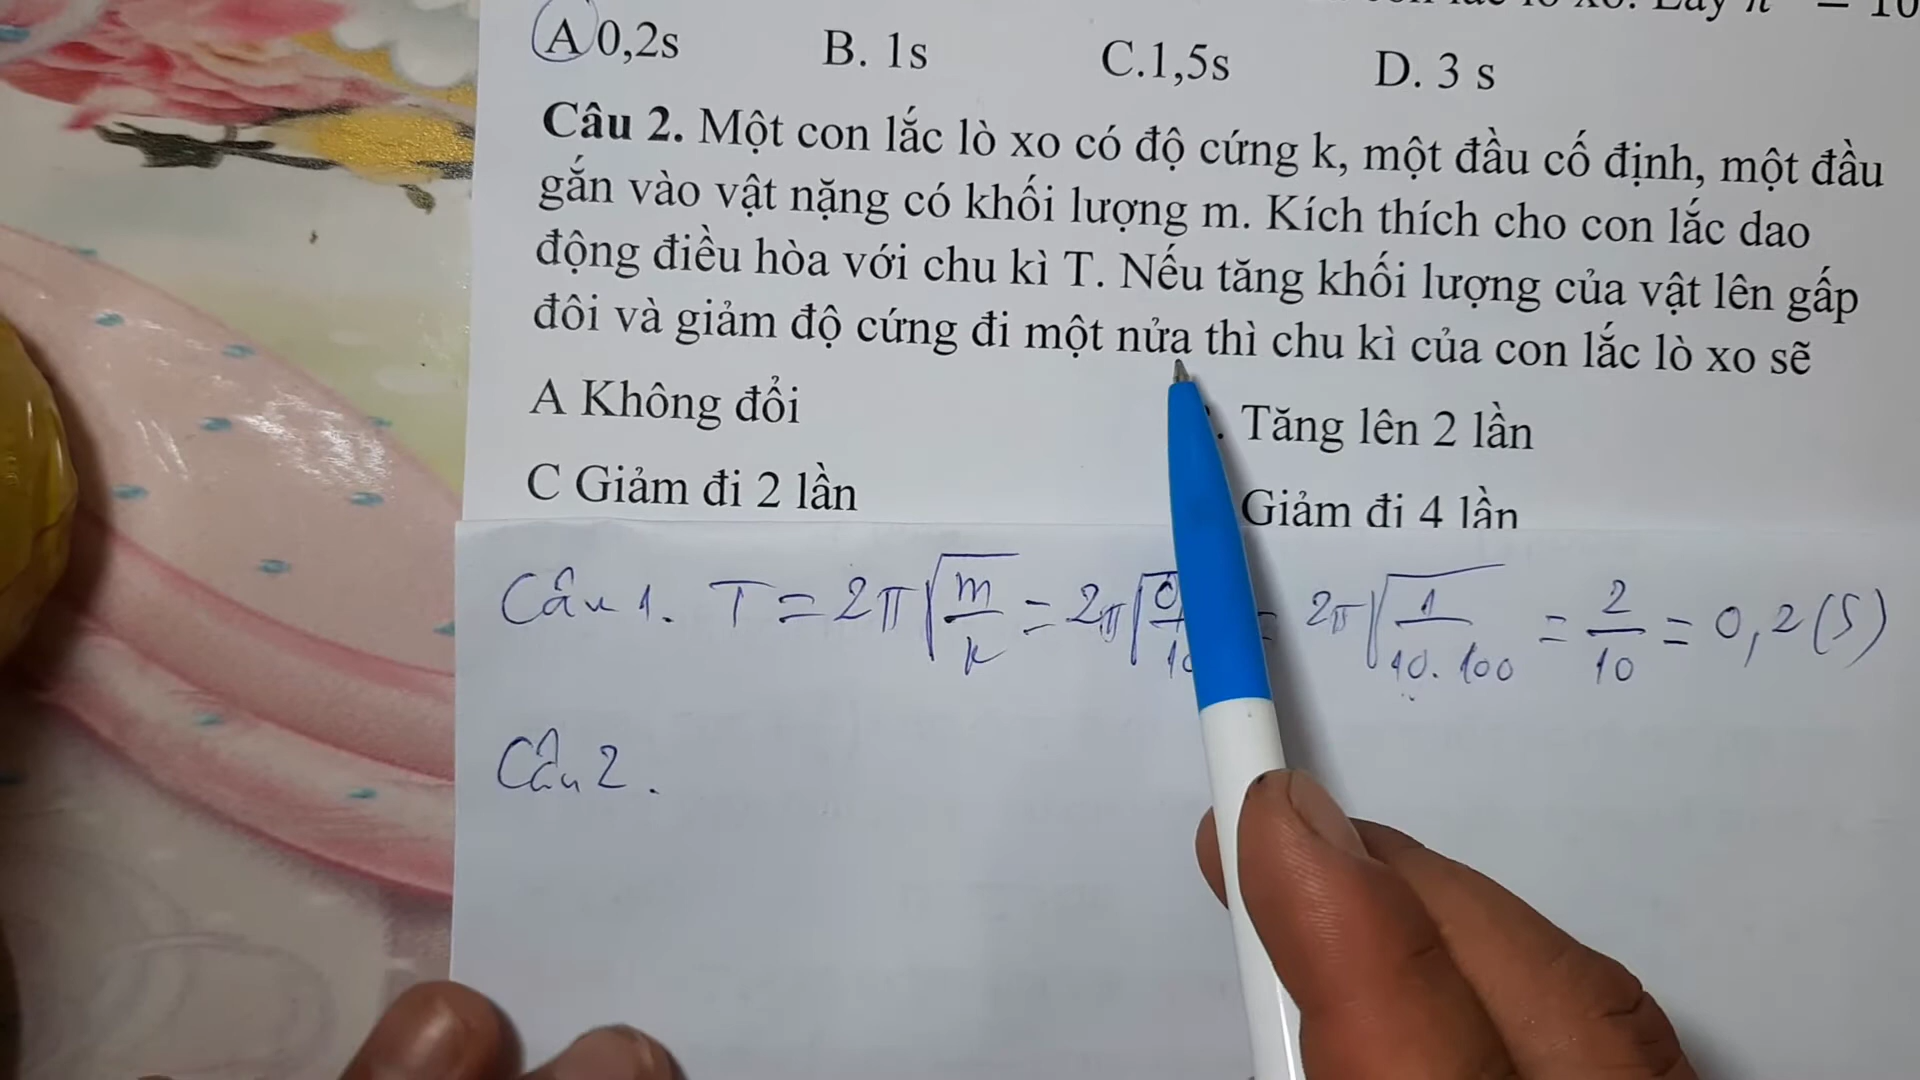 A 0,2s B. 1s C.1,5s D. 3 s
Câu 2. Một con lắc lò xo có độ cứng k, một đầu cố định, một đầu
gắn vào vật nặng có khối lượng m. Kích thích cho con lắc dao
động điều hòa với chu kì T. Nếu tăng khối lượng của vật lên gấp
đôi và giảm độ cứng đi một nửa thì chu kì của con lắc lò xo sẽ
A Không đổi . Tăng lên 2 lần
C Giảm đi 2 lần Giảm đi 4 lần
Câu 1. T = 2π√(m/k) = 2π√ = 2π√(1/10.100) = 2/10 = 0,2 (S)
Câu 2.